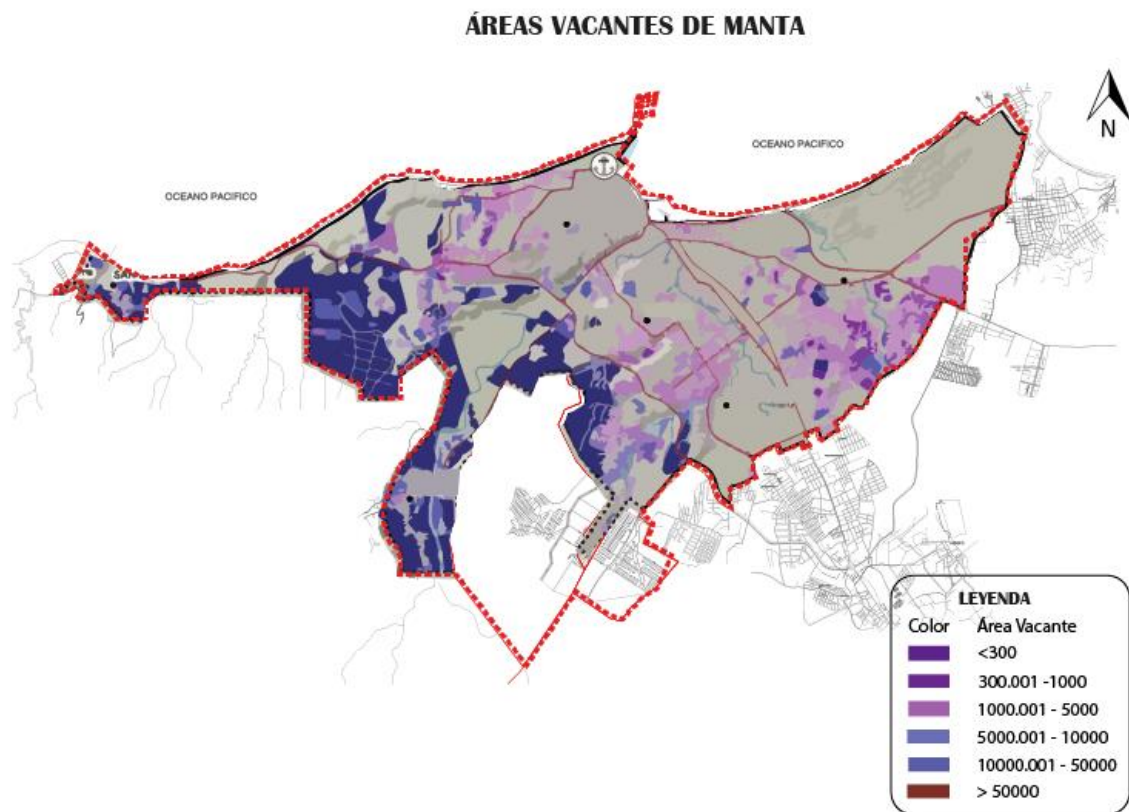 ÁREAS VACANTES DE MANTA
N
OCEANO PACIFICO
OCEANO PACIFICO
SAN
LEYENDA
Color Área Vacante
<300
300.001 -1000
1000.001 - 5000
5000.001 - 10000
10000.001 - 50000
> 50000